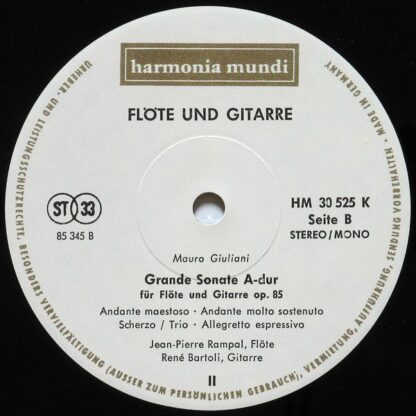 harmonia mundi
FLÖTE UND GITARRE
ST 33
85 345 B
HM 30 525 K
Seite B
STEREO/MONO
Mauro Giuliani
Grande Sonate A-dur
für Flöte und Gitarre op. 85
Andante maestoso · Andante molto sostenuto
Scherzo / Trio · Allegretto espressivo
Jean-Pierre Rampal, Flöte
René Bartoli, Gitarre
II
URHEBER- UND LEISTUNGSSCHUTZRECHTE, BESONDERS VERVIELFÄLTIGUNG (AUSSER ZUM PERSÖNLICHEN GEBRAUCH), VERMIETUNG, AUFFÜHRUNG, SENDUNG VORBEHALTEN · MADE IN GERMANY